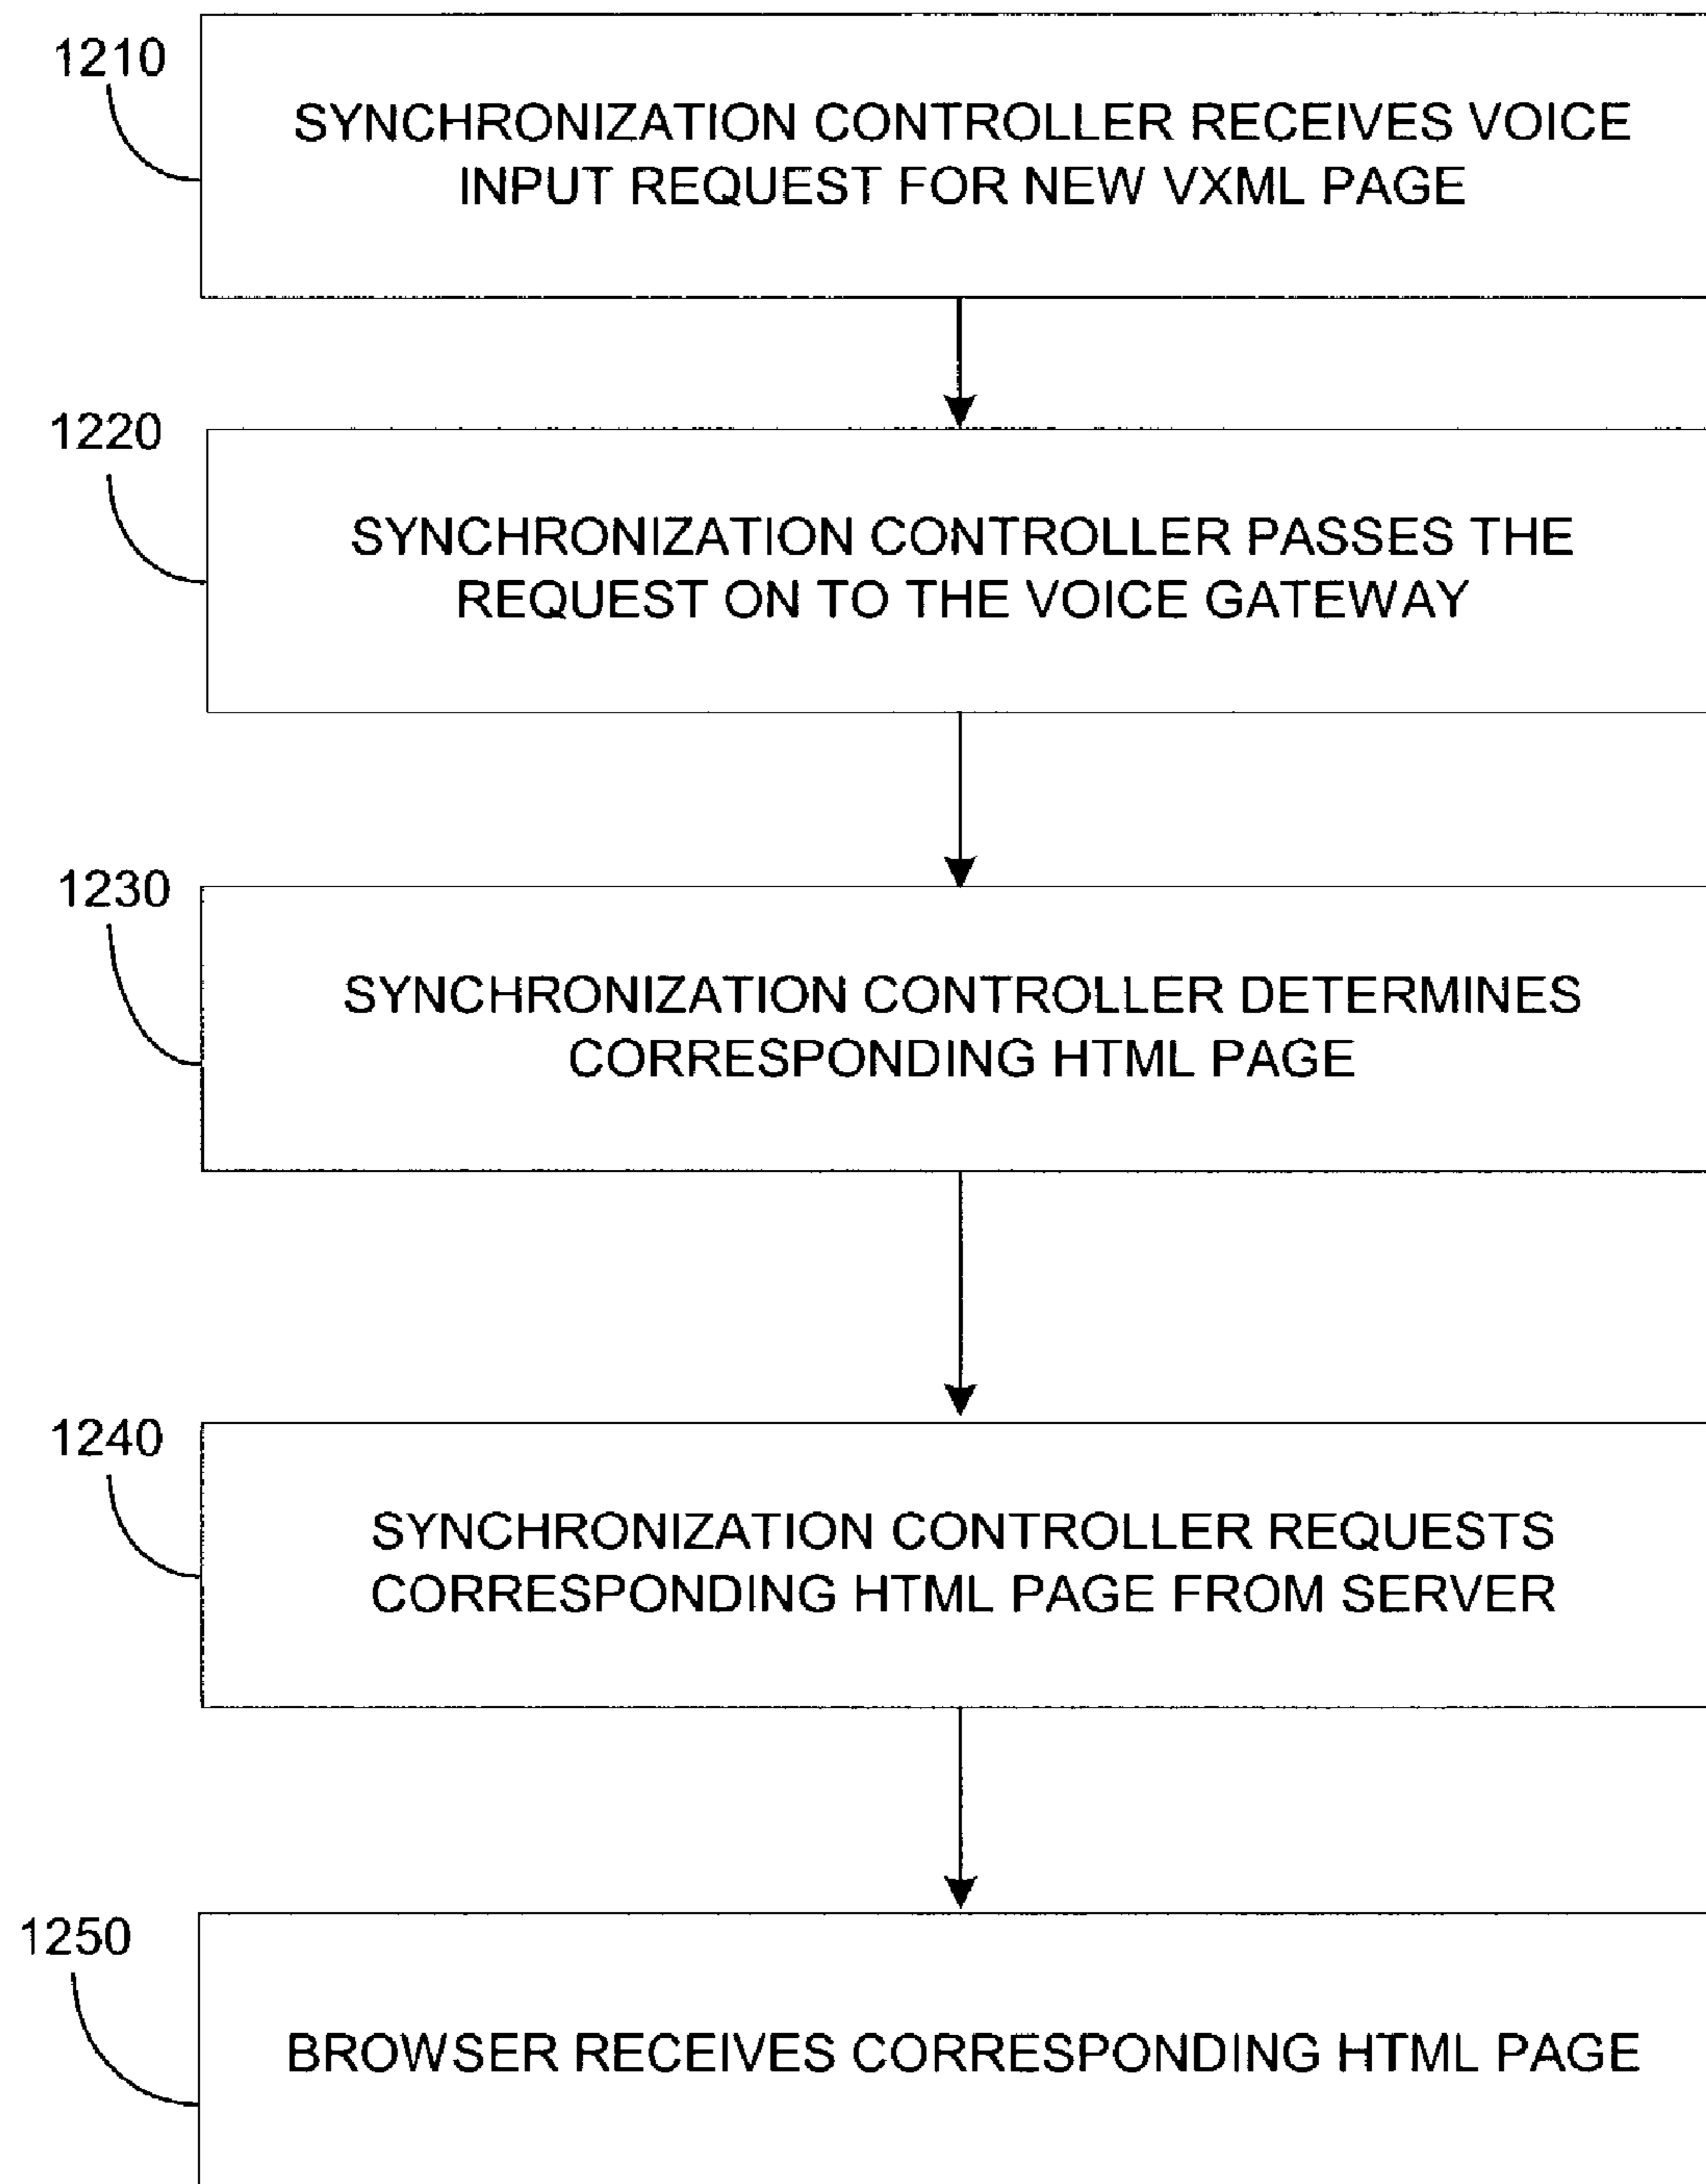 1210
SYNCHRONIZATION CONTROLLER RECEIVES VOICE
INPUT REQUEST FOR NEW VXML PAGE
1220
SYNCHRONIZATION CONTROLLER PASSES THE
REQUEST ON TO THE VOICE GATEWAY
1230
SYNCHRONIZATION CONTROLLER DETERMINES
CORRESPONDING HTML PAGE
1240
SYNCHRONIZATION CONTROLLER REQUESTS
CORRESPONDING HTML PAGE FROM SERVER
1250
BROWSER RECEIVES CORRESPONDING HTML PAGE